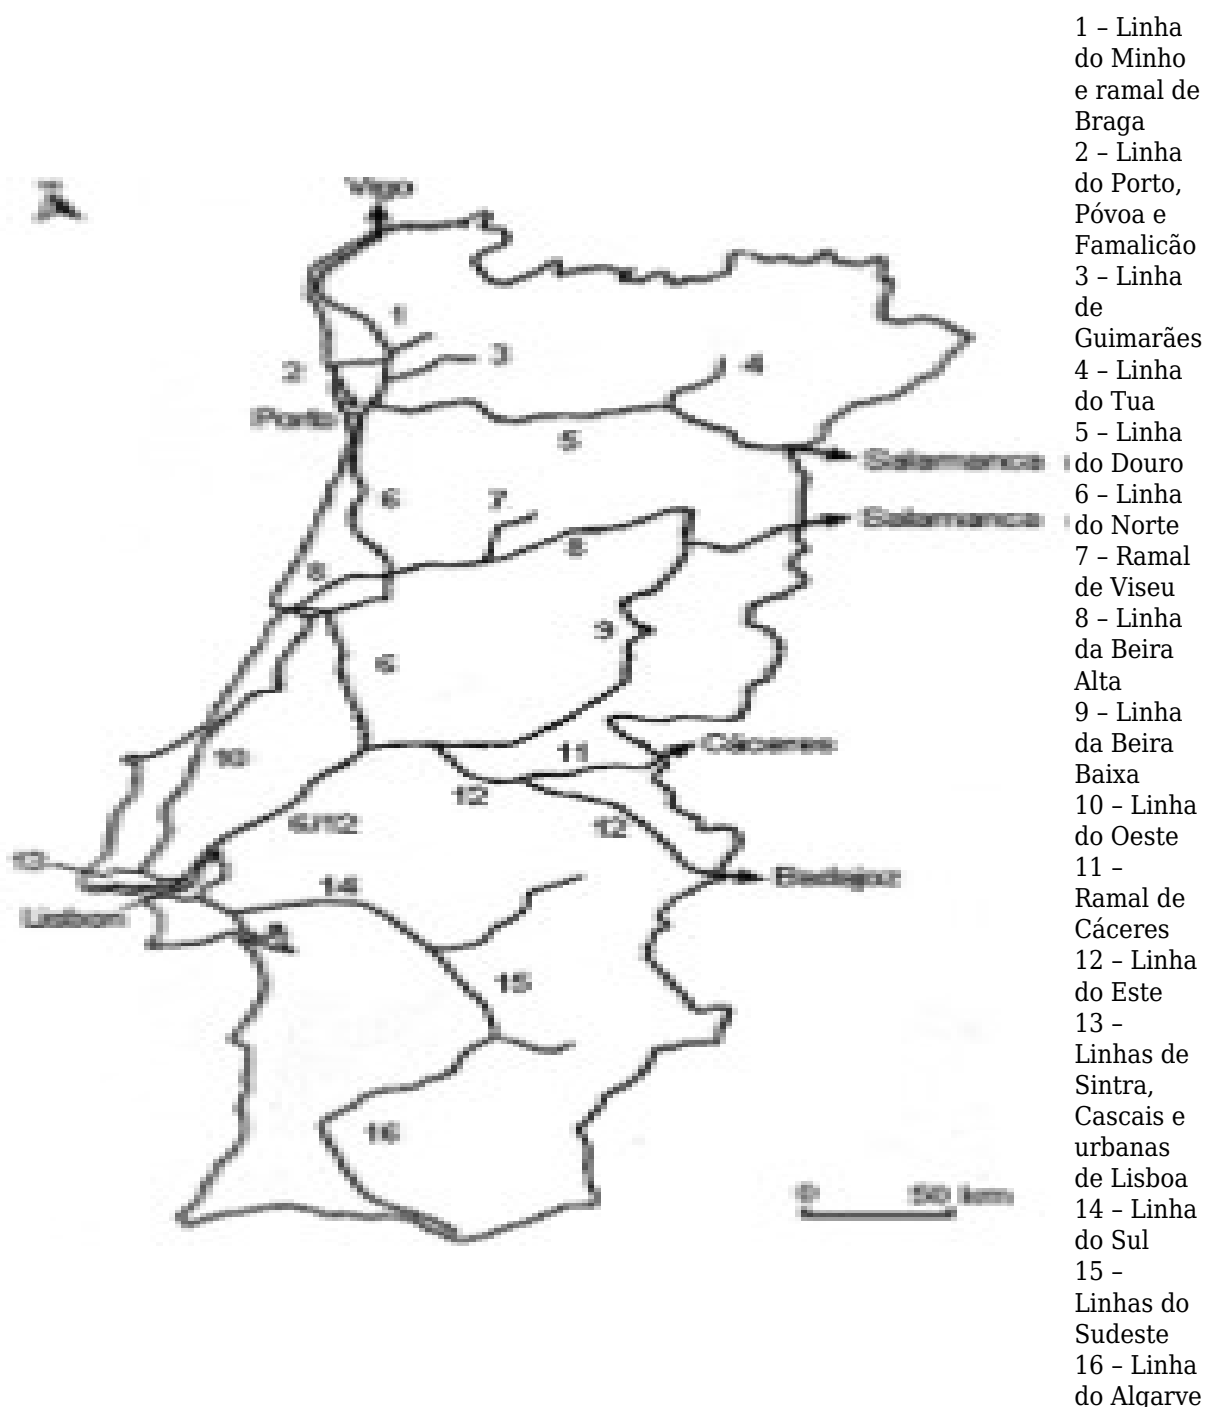 Vigo
1
3
2
4
Porto
5
Salamanca
6
7
Salamanca
8
8
9
6
10
11
Cáceres
12
6/12
12
13
14
Badajoz
Lisbon
15
16
0 50 km
1 – Linha
do Minho
e ramal de
Braga
2 – Linha
do Porto,
Póvoa e
Famalicão
3 – Linha
de
Guimarães
4 – Linha
do Tua
5 – Linha
do Douro
6 – Linha
do Norte
7 – Ramal
de Viseu
8 – Linha
da Beira
Alta
9 – Linha
da Beira
Baixa
10 – Linha
do Oeste
11 –
Ramal de
Cáceres
12 – Linha
do Este
13 –
Linhas de
Sintra,
Cascais e
urbanas
de Lisboa
14 – Linha
do Sul
15 –
Linhas do
Sudeste
16 – Linha
do Algarve